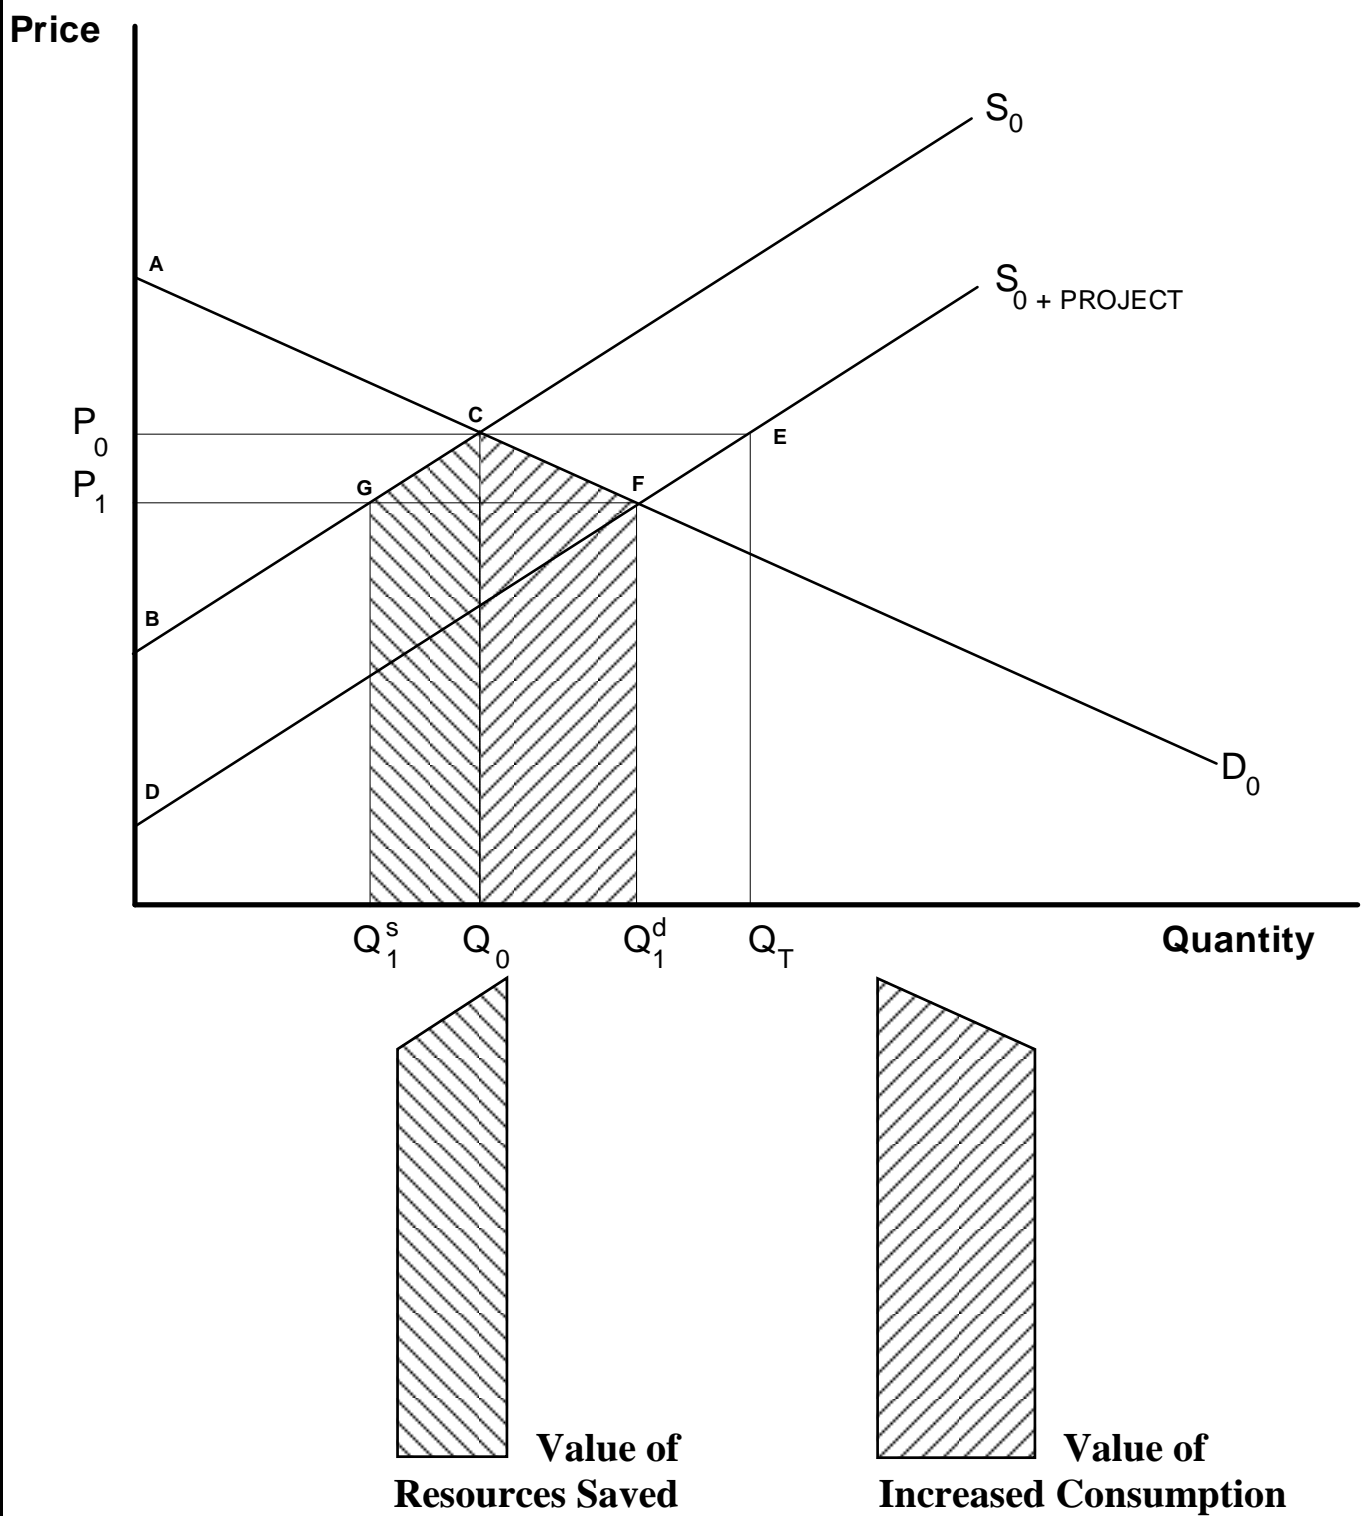 Price
S0
A
S0 + PROJECT
P0
C
E
P1
G
F
B
D
D0
Q1s Q0 Q1d QT Quantity
Value of
Resources Saved
Value of
Increased Consumption